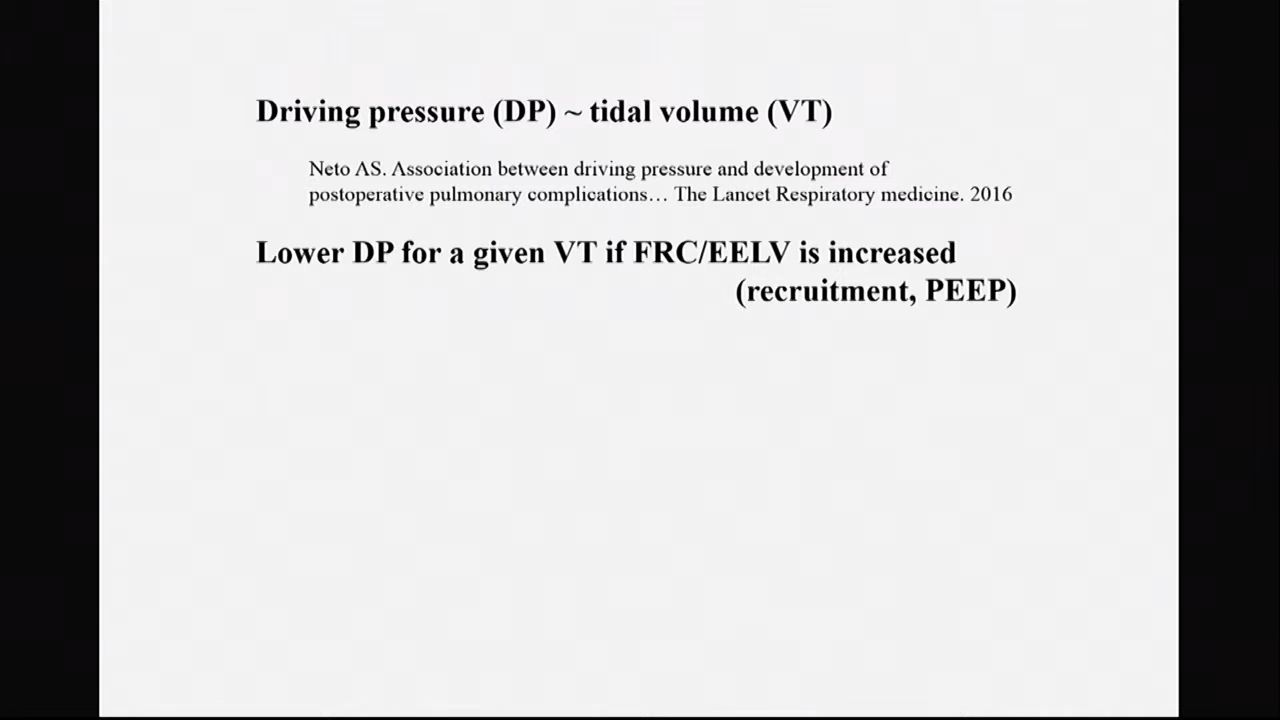 Driving pressure (DP) ~ tidal volume (VT)
Neto AS. Association between driving pressure and development of
postoperative pulmonary complications… The Lancet Respiratory medicine. 2016
Lower DP for a given VT if FRC/EELV is increased
(recruitment, PEEP)